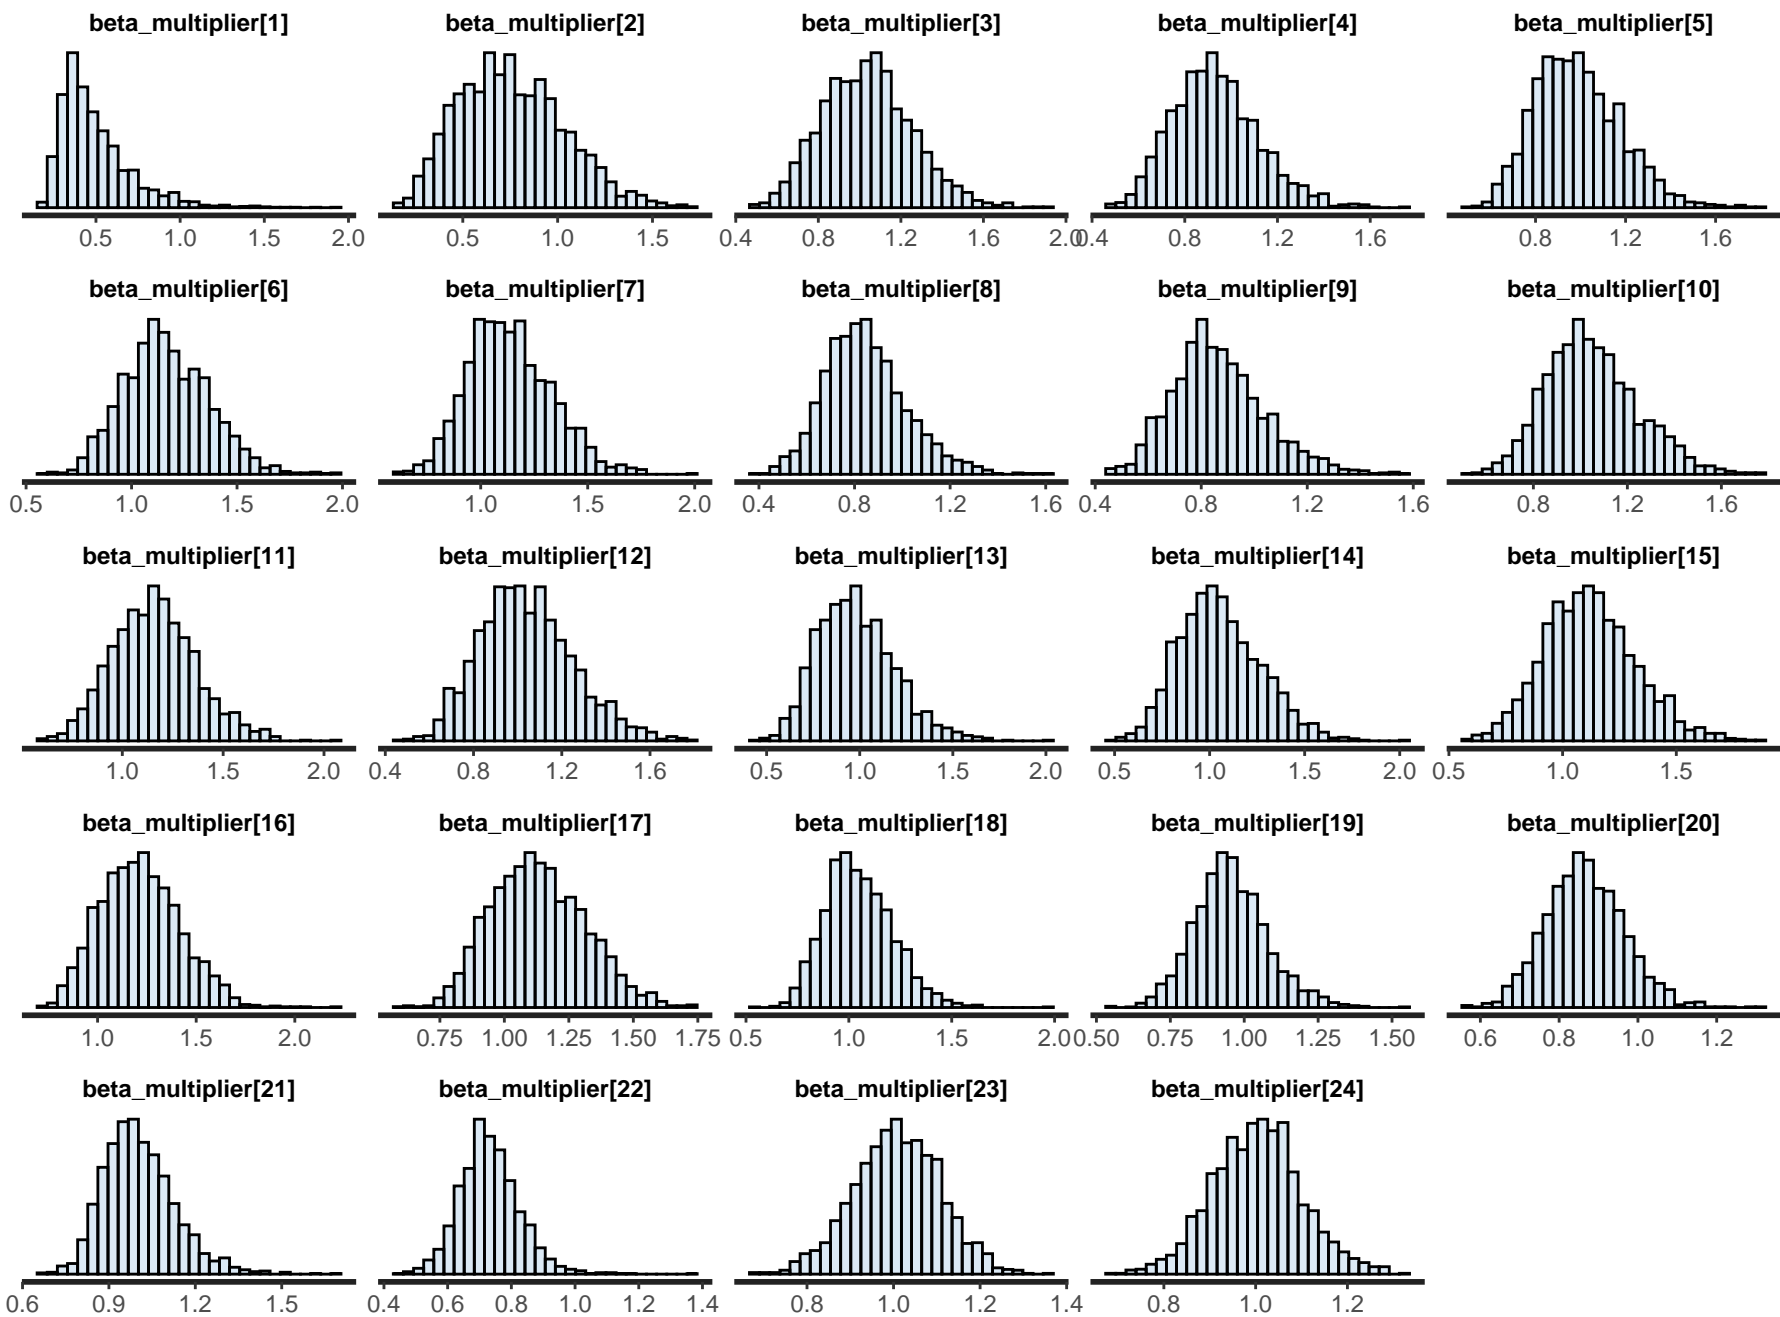 beta_multiplier[1] beta_multiplier[2] beta_multiplier[3] beta_multiplier[4] beta_multiplier[5]
0.5 1.0 1.5 2.0 0.5 1.0 1.5 0.4 0.8 1.2 1.6 2.0 0.4 0.8 1.2 1.6 0.8 1.2 1.6
beta_multiplier[6] beta_multiplier[7] beta_multiplier[8] beta_multiplier[9] beta_multiplier[10]
0.5 1.0 1.5 2.0 1.0 1.5 2.0 0.4 0.8 1.2 1.6 0.4 0.8 1.2 1.6 0.8 1.2 1.6
beta_multiplier[11] beta_multiplier[12] beta_multiplier[13] beta_multiplier[14] beta_multiplier[15]
1.0 1.5 2.0 0.4 0.8 1.2 1.6 0.5 1.0 1.5 2.0 0.5 1.0 1.5 2.0 0.5 1.0 1.5
beta_multiplier[16] beta_multiplier[17] beta_multiplier[18] beta_multiplier[19] beta_multiplier[20]
1.0 1.5 2.0 0.75 1.00 1.25 1.50 1.75 0.5 1.0 1.5 2.0 0.50 0.75 1.00 1.25 1.50 0.6 0.8 1.0 1.2
beta_multiplier[21] beta_multiplier[22] beta_multiplier[23] beta_multiplier[24]
0.6 0.9 1.2 1.5 0.4 0.6 0.8 1.0 1.2 1.4 0.8 1.0 1.2 1.4 0.8 1.0 1.2